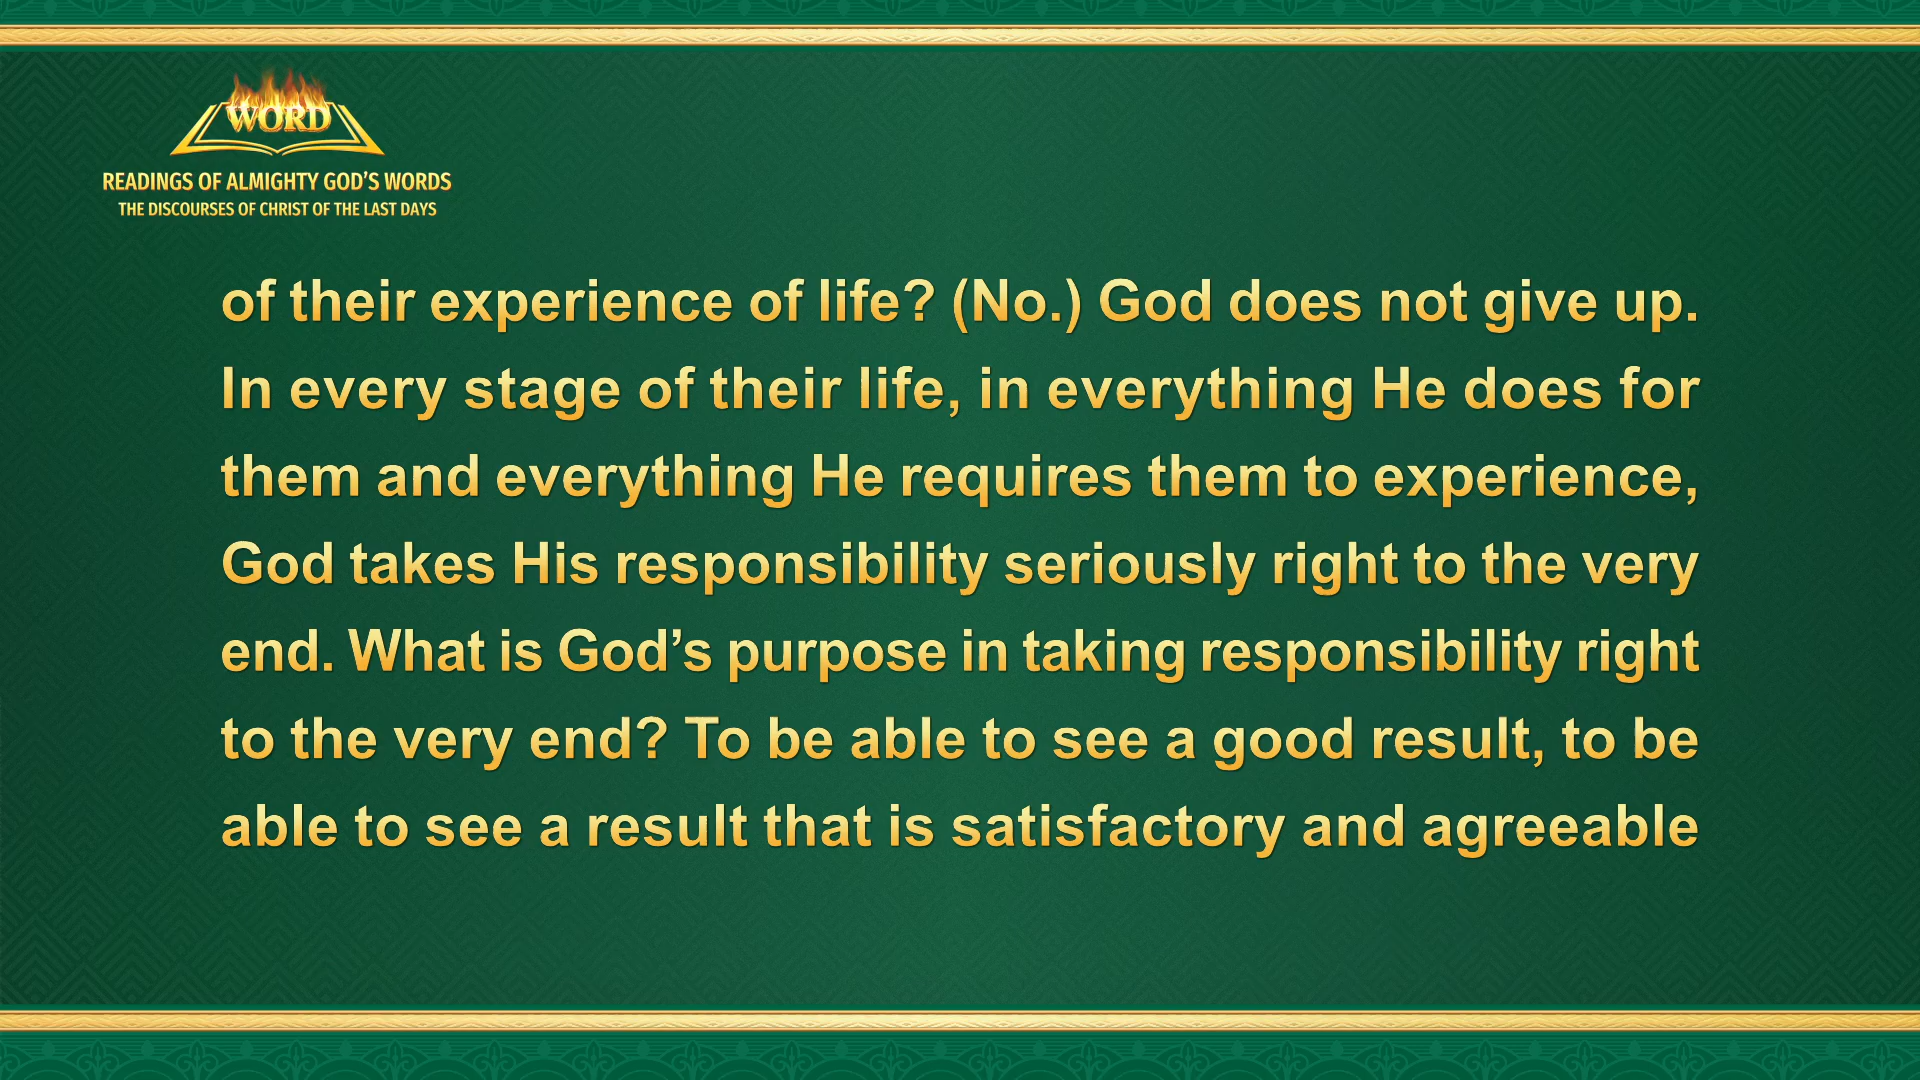 WORD
READINGS OF ALMIGHTY GOD’S WORDS
THE DISCOURSES OF CHRIST OF THE LAST DAYS
of their experience of life? (No.) God does not give up.
In every stage of their life, in everything He does for
them and everything He requires them to experience,
God takes His responsibility seriously right to the very
end. What is God’s purpose in taking responsibility right
to the very end? To be able to see a good result, to be
able to see a result that is satisfactory and agreeable